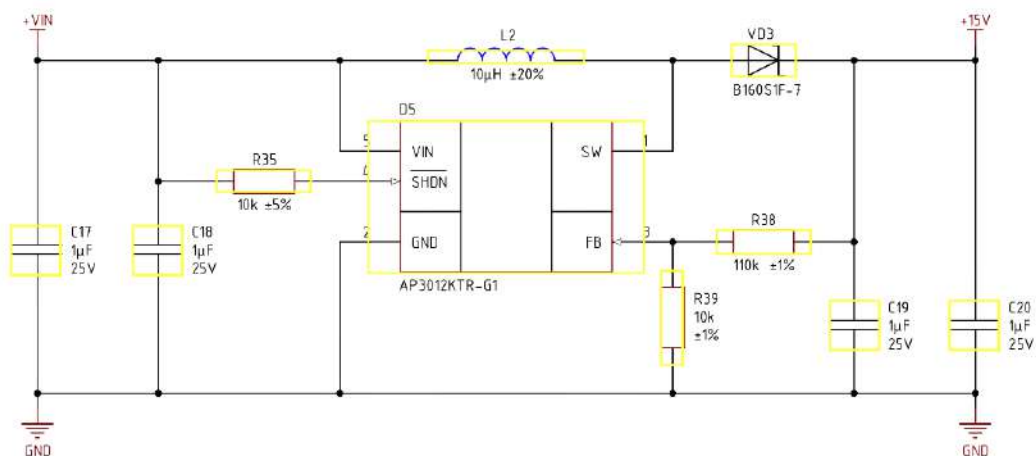 +VIN
+15V
L2
10µH ±20%
VD3
B160S1F-7
D5
5
VIN
SW
1
R35
10k ±5%
4
SHDN
C17
1µF
25V
C18
1µF
25V
2
GND
FB
3
R38
110k ±1%
AP3012KTR-G1
R39
10k
±1%
C19
1µF
25V
C20
1µF
25V
GND
GND